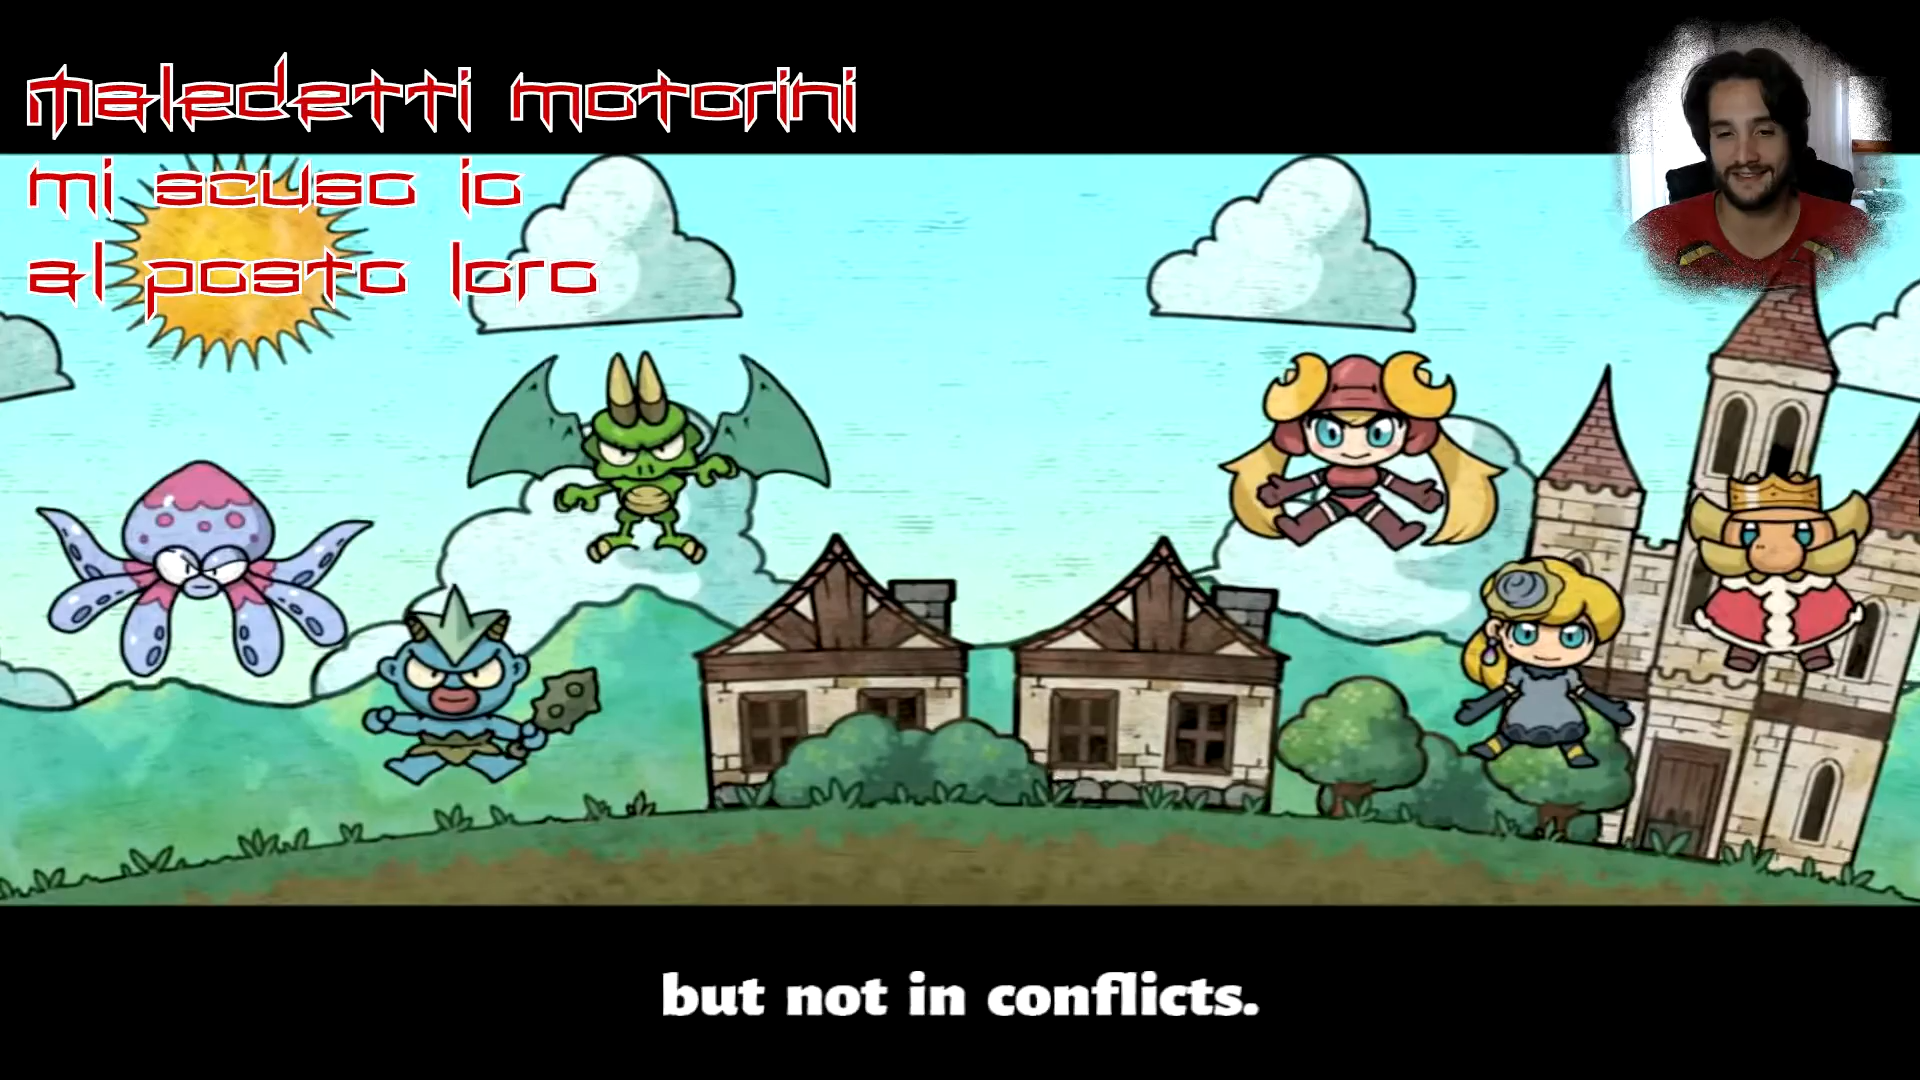 Maledetti motorini
mi scuso io
al posto loro
but not in conflicts.